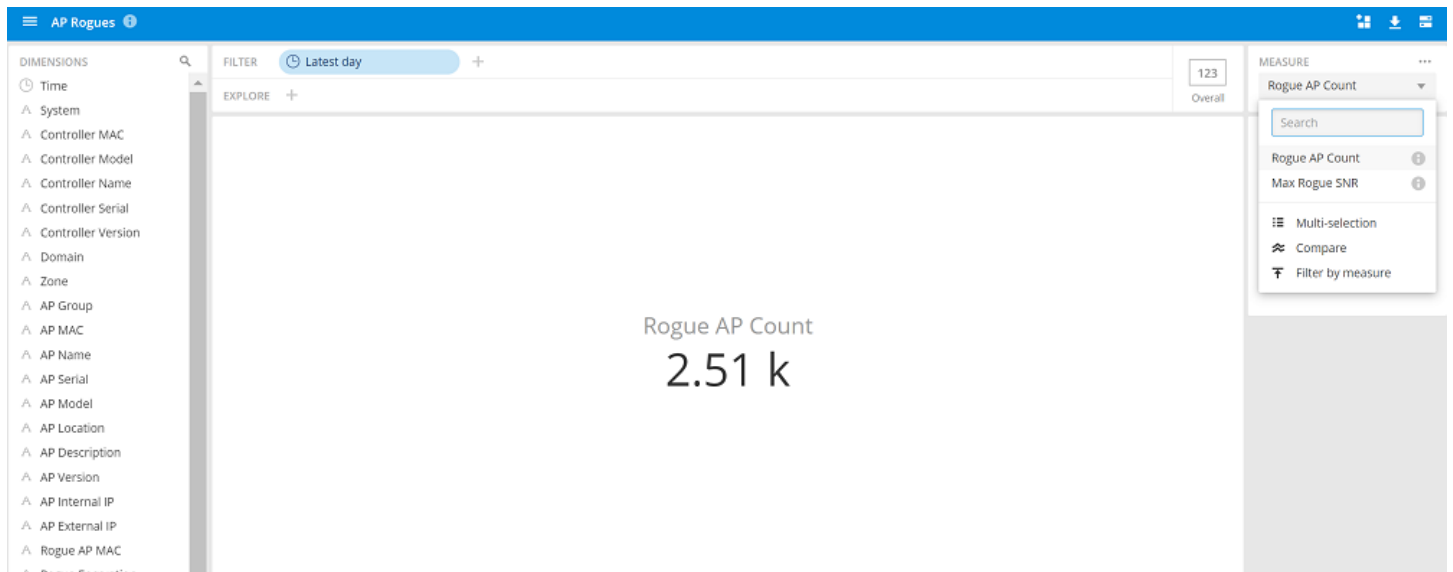 AP Rogues
DIMENSIONS
Time
System
Controller MAC
Controller Model
Controller Name
Controller Serial
Controller Version
Domain
Zone
AP Group
AP MAC
AP Name
AP Serial
AP Model
AP Location
AP Description
AP Version
AP Internal IP
AP External IP
Rogue AP MAC
FILTER
Latest day
EXPLORE
123
Overall
Rogue AP Count
2.51 k
MEASURE
Rogue AP Count
Search
Rogue AP Count
Max Rogue SNR
Multi-selection
Compare
Filter by measure